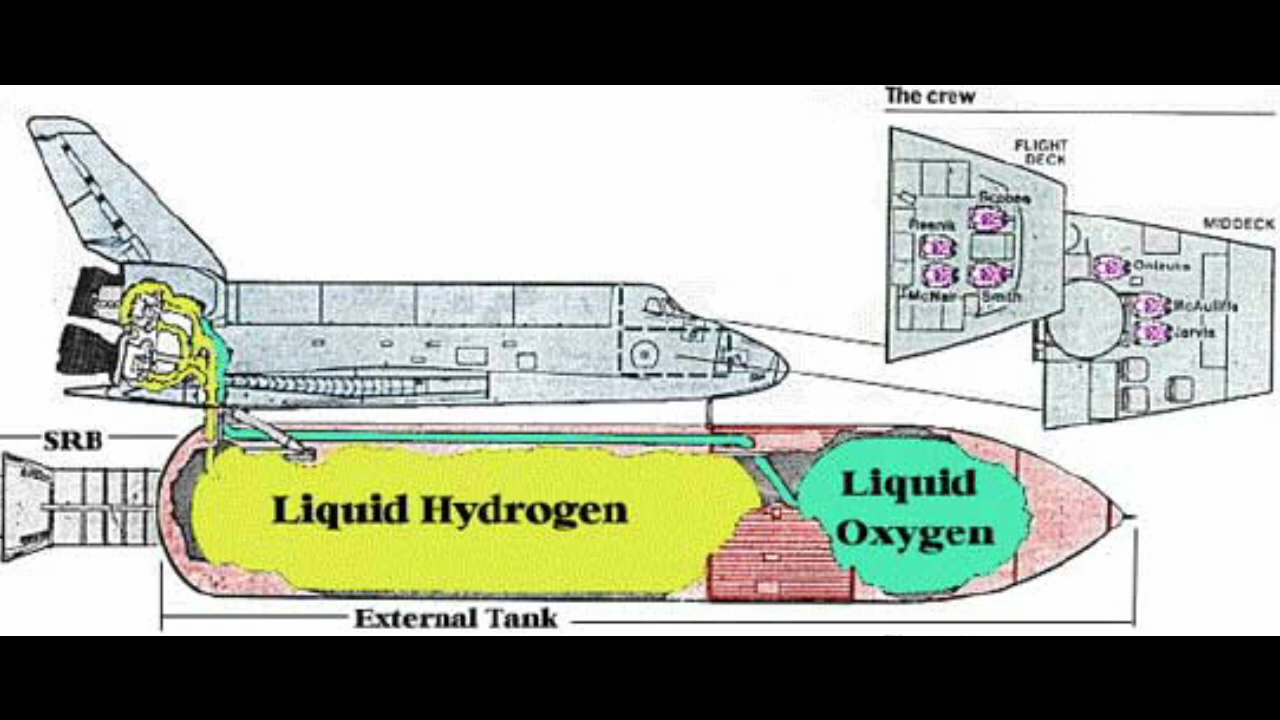 The crew
FLIGHT
DECK
Scobee
Resnik
McNair
Smith
MIDDECK
Onizuka
McAuliffe
Jarvis
SRB
Liquid Hydrogen
Liquid
Oxygen
External Tank